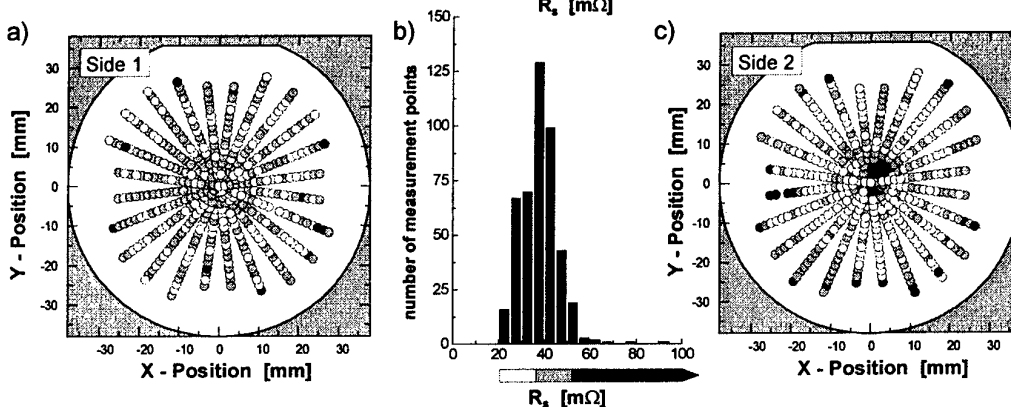 R_s [mΩ]
a)
Side 1
30
20
10
0
-10
-20
-30
Y - Position [mm]
-30 -20 -10 0 10 20 30
X - Position [mm]
b)
150
125
100
75
50
25
0
number of measurement points
0 20 40 60 80 100
R_s [mΩ]
c)
Side 2
30
20
10
0
-10
-20
-30
Y - Position [mm]
-30 -20 -10 0 10 20 30
X - Position [mm]